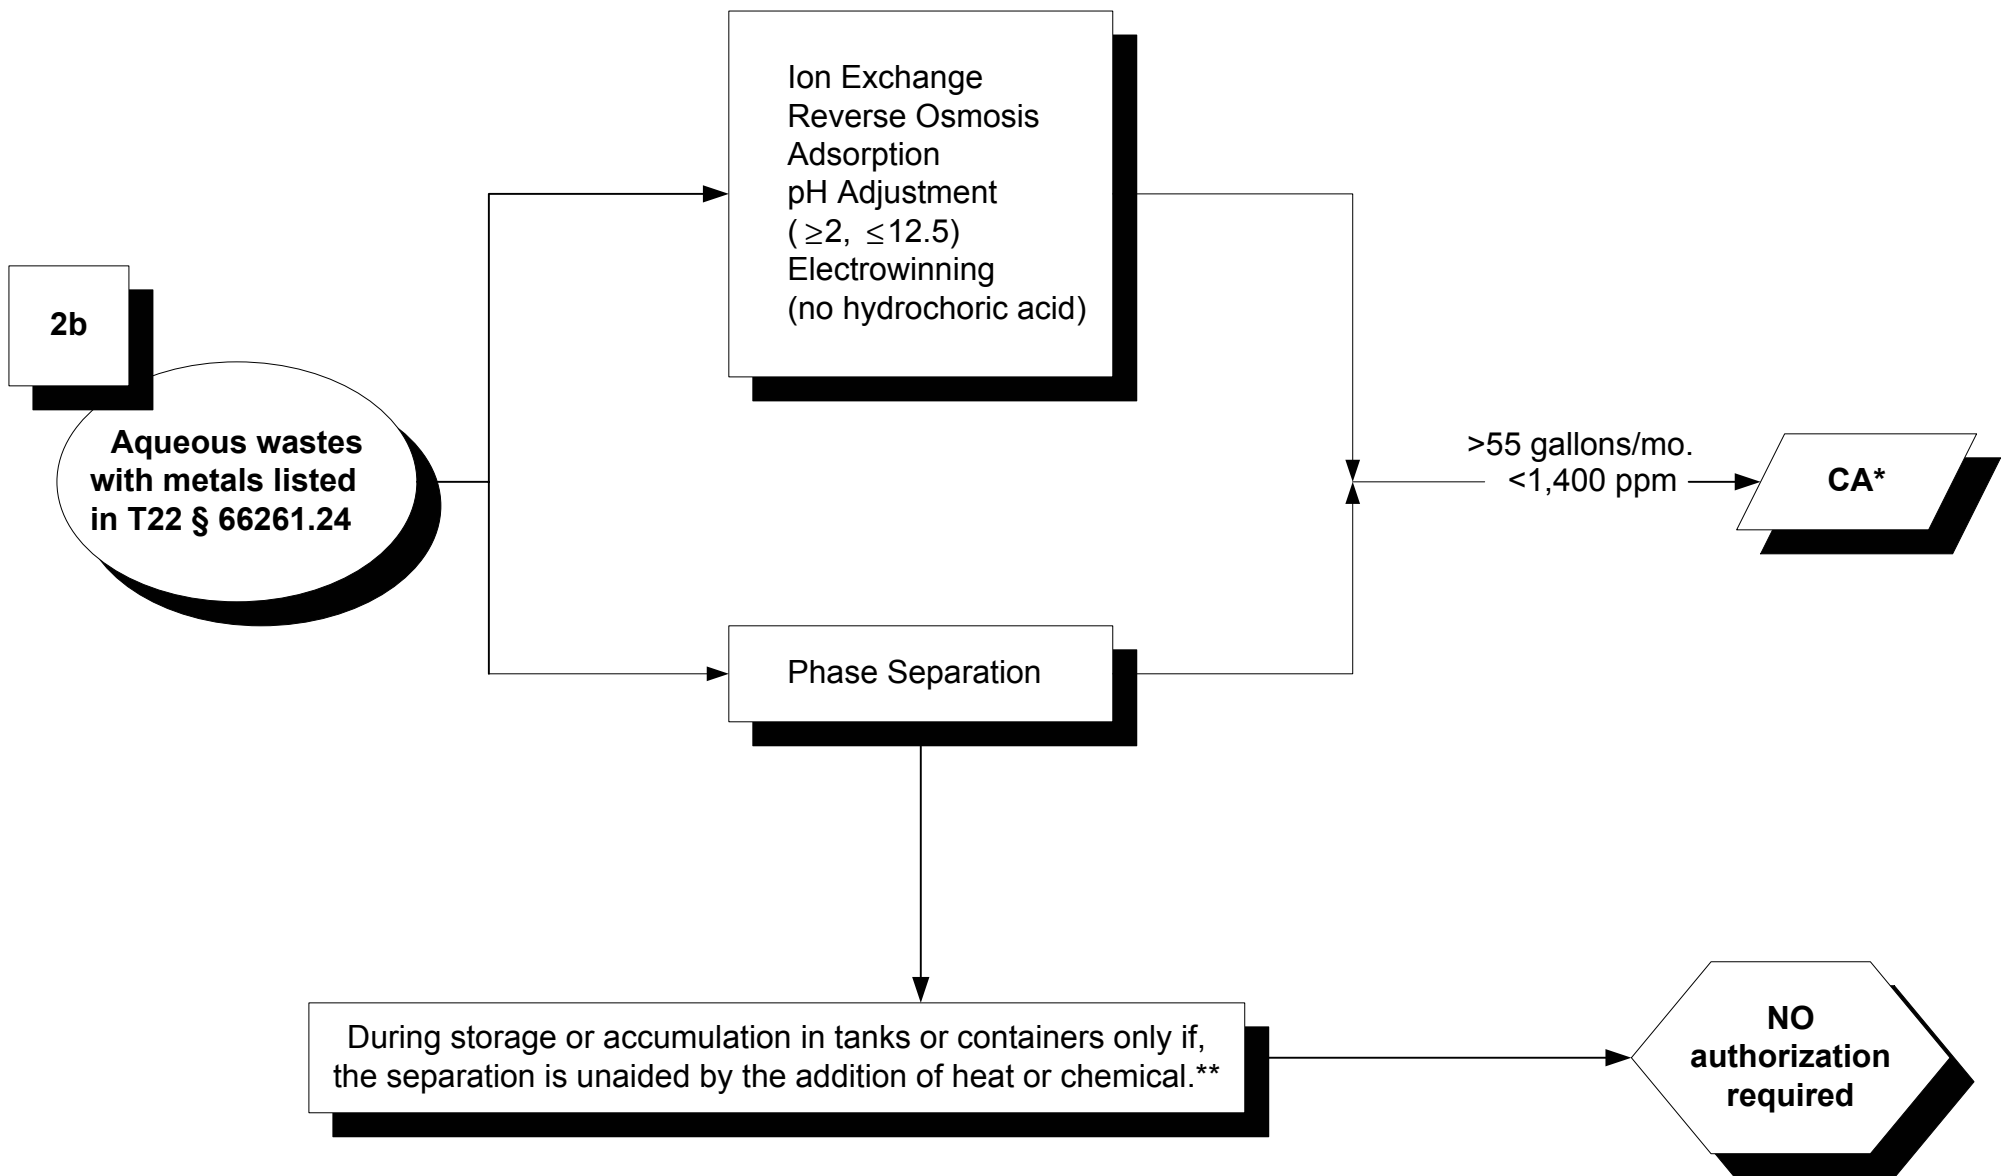 2b
Aqueous wastes
with metals listed
in T22 § 66261.24
Ion Exchange
Reverse Osmosis
Adsorption
pH Adjustment
( ≥2, ≤12.5)
Electrowinning
(no hydrochoric acid)
Phase Separation
>55 gallons/mo.
<1,400 ppm
CA*
During storage or accumulation in tanks or containers only if,
the separation is unaided by the addition of heat or chemical.**
NO
authorization
required